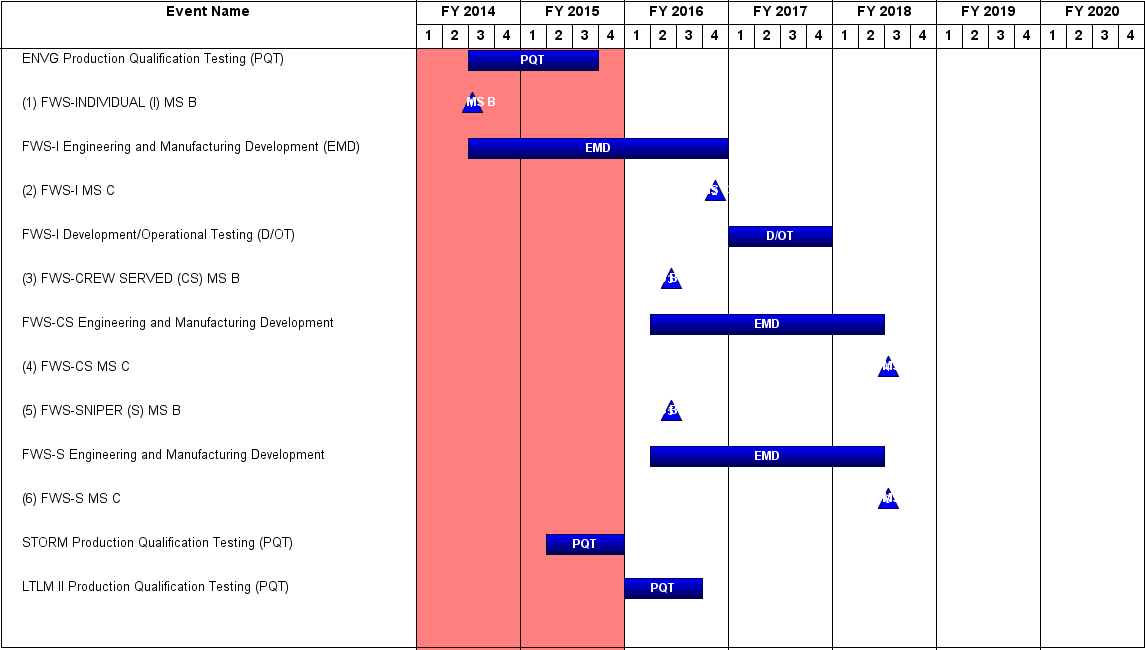 Event Name FY 2014 FY 2015 FY 2016 FY 2017 FY 2018 FY 2019 FY 2020
1 2 3 4 1 2 3 4 1 2 3 4 1 2 3 4 1 2 3 4 1 2 3 4 1 2 3 4
ENVG Production Qualification Testing (PQT) PQT
(1) FWS-INDIVIDUAL (I) MS B MS B
FWS-I Engineering and Manufacturing Development (EMD) EMD
(2) FWS-I MS C
FWS-I Development/Operational Testing (D/OT) D/OT
(3) FWS-CREW SERVED (CS) MS B
FWS-CS Engineering and Manufacturing Development EMD
(4) FWS-CS MS C
(5) FWS-SNIPER (S) MS B
FWS-S Engineering and Manufacturing Development EMD
(6) FWS-S MS C
STORM Production Qualification Testing (PQT) PQT
LTLM II Production Qualification Testing (PQT) PQT